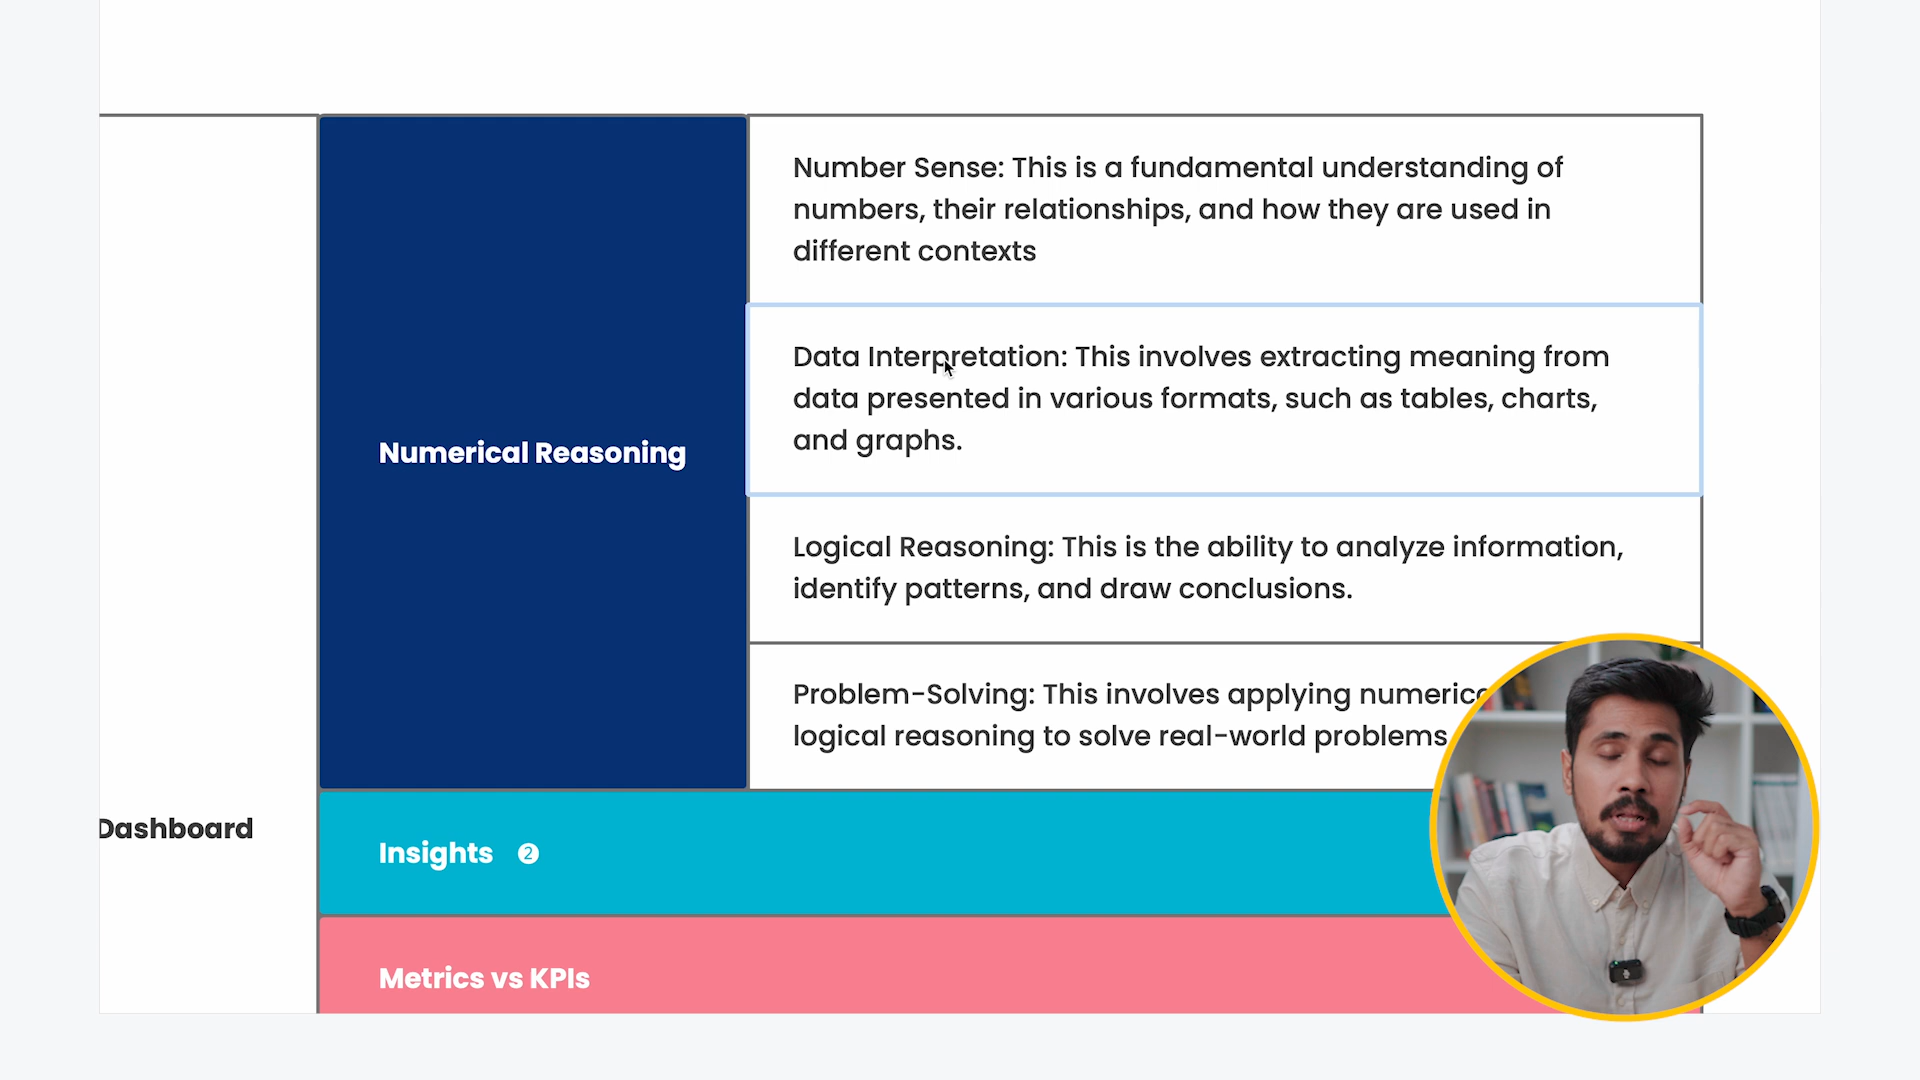 Number Sense: This is a fundamental understanding of
numbers, their relationships, and how they are used in
different contexts
Data Interpretation: This involves extracting meaning from
data presented in various formats, such as tables, charts,
and graphs.
Numerical Reasoning
Logical Reasoning: This is the ability to analyze information,
identify patterns, and draw conclusions.
Problem-Solving: This involves applying
logical reasoning to solve real-world problems
Dashboard
Insights 2
Metrics vs KPIs